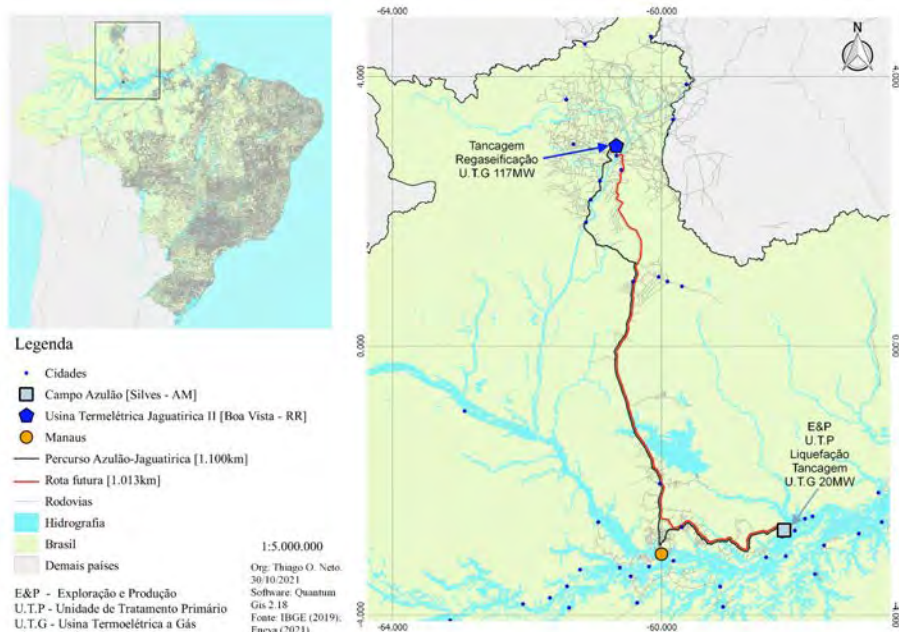 -64.000
-60.000
N
4.000
4.000
Tancagem
Regaseificação
U.T.G 117MW
0.000
0.000
E&P
U.T.P
Liquefação
Tancagem
U.T.G 20MW
-4.000
-4.000
-64.000
-60.000
Legenda
Cidades
Campo Azulão [Silves - AM]
Usina Termelétrica Jaguatirica II [Boa Vista - RR]
Manaus
Percurso Azulão-Jaguatirica [1.100km]
Rota futura [1.013km]
Rodovias
Hidrografia
Brasil
Demais países
E&P - Exploração e Produção
U.T.P - Unidade de Tratamento Primário
U.T.G - Usina Termoelétrica a Gás
1:5.000.000
Org: Thiago O. Neto.
30/10/2021
Software: Quantum
Gis 2.18
Fonte: IBGE (2019);
Eneva (2021)